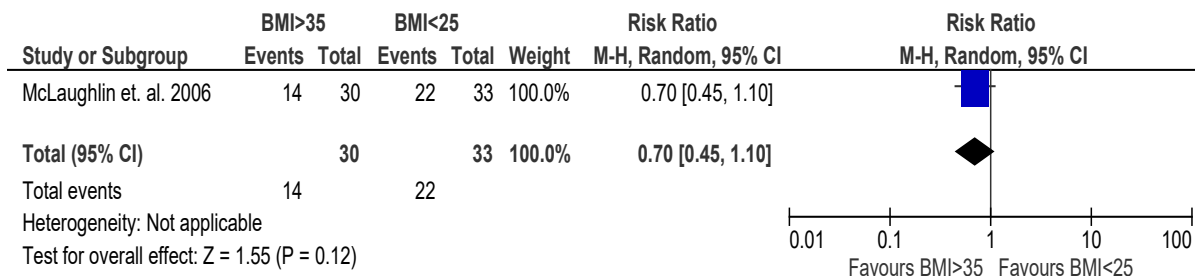 BMI>35 BMI<25 Risk Ratio Risk Ratio
Study or Subgroup Events Total Events Total Weight M-H, Random, 95% CI M-H, Random, 95% CI
McLaughlin et. al. 2006 14 30 22 33 100.0% 0.70 [0.45, 1.10]
Total (95% CI) 30 33 100.0% 0.70 [0.45, 1.10]
Total events 14 22
Heterogeneity: Not applicable
Test for overall effect: Z = 1.55 (P = 0.12)
0.01 0.1 1 10 100
Favours BMI>35 Favours BMI<25